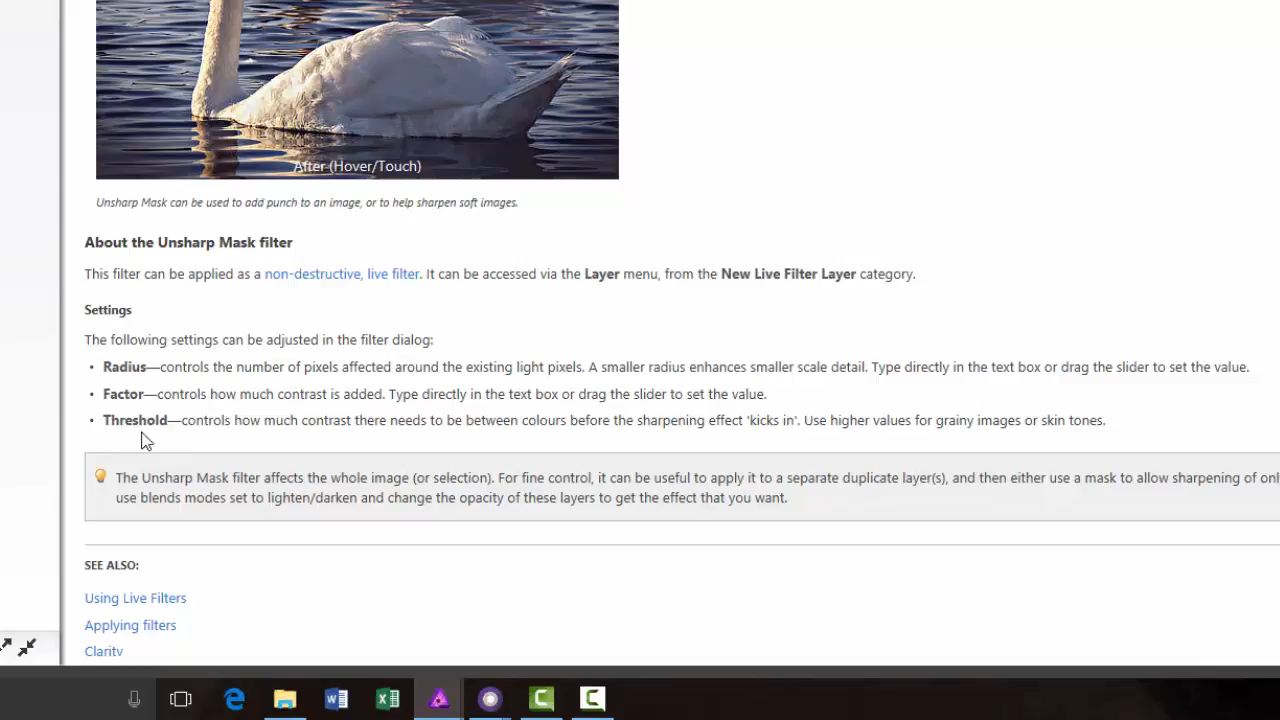 After (Hover/Touch)
Unsharp Mask can be used to add punch to an image, or to help sharpen soft images.
About the Unsharp Mask filter
This filter can be applied as a non-destructive, live filter. It can be accessed via the Layer menu, from the New Live Filter Layer category.
Settings
The following settings can be adjusted in the filter dialog:
• Radius—controls the number of pixels affected around the existing light pixels. A smaller radius enhances smaller scale detail. Type directly in the text box or drag the slider to set the value.
• Factor—controls how much contrast is added. Type directly in the text box or drag the slider to set the value.
• Threshold—controls how much contrast there needs to be between colours before the sharpening effect 'kicks in'. Use higher values for grainy images or skin tones.
The Unsharp Mask filter affects the whole image (or selection). For fine control, it can be useful to apply it to a separate duplicate layer(s), and then either use a mask to allow sharpening of
use blends modes set to lighten/darken and change the opacity of these layers to get the effect that you want.
SEE ALSO:
Using Live Filters
Applying filters
Clarity